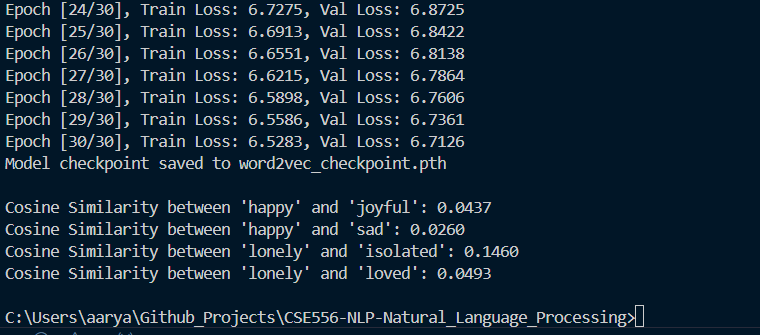 Epoch [24/30], Train Loss: 6.7275, Val Loss: 6.8725
Epoch [25/30], Train Loss: 6.6913, Val Loss: 6.8422
Epoch [26/30], Train Loss: 6.6551, Val Loss: 6.8138
Epoch [27/30], Train Loss: 6.6215, Val Loss: 6.7864
Epoch [28/30], Train Loss: 6.5898, Val Loss: 6.7606
Epoch [29/30], Train Loss: 6.5586, Val Loss: 6.7361
Epoch [30/30], Train Loss: 6.5283, Val Loss: 6.7126
Model checkpoint saved to word2vec_checkpoint.pth
Cosine Similarity between 'happy' and 'joyful': 0.0437
Cosine Similarity between 'happy' and 'sad': 0.0260
Cosine Similarity between 'lonely' and 'isolated': 0.1460
Cosine Similarity between 'lonely' and 'loved': 0.0493
C:\Users\aarya\Github_Projects\CSE556-NLP-Natural_Language_Processing>